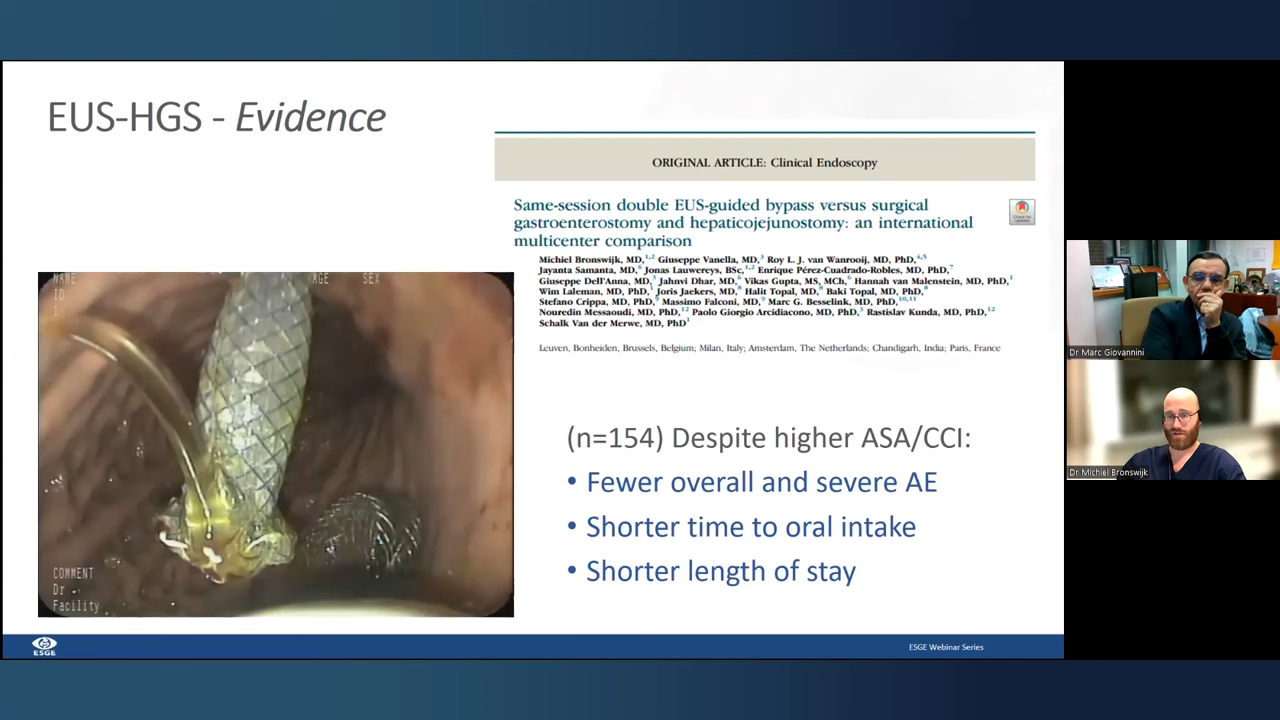 EUS-HGS - Evidence
ORIGINAL ARTICLE: Clinical Endoscopy
Same-session double EUS-guided bypass versus surgical
gastroenterostomy and hepaticojejunostomy: an international
multicenter comparison
Check for
updates
Michiel Bronswijk, MD,1,2 Giuseppe Vanella, MD,3 Roy L. J. van Wanrooij, MD, PhD,4,5
Jayanta Samanta, MD,6 Jonas Lauwereys, BSc,1,2 Enrique Pérez-Cuadrado-Robles, MD, PhD,7
Giuseppe Dell'Anna, MD,3 Jahnvi Dhar, MD,6 Vikas Gupta, MS, MCh,6 Hannah van Malenstein, MD, PhD,1
Wim Laleman, MD, PhD,1 Joris Jaekers, MD,8 Halit Topal, MD, PhD,8 Baki Topal, MD, PhD,8
Stefano Crippa, MD, PhD,9 Massimo Falconi, MD,9 Marc G. Besselink, MD, PhD,10,11
Nouredin Messaoudi, MD, PhD,12 Paolo Giorgio Arcidiacono, MD, PhD,3 Rastislav Kunda, MD, PhD,12
Schalk Van der Merwe, MD, PhD1
Leuven, Bonheiden, Brussels, Belgium; Milan, Italy; Amsterdam, The Netherlands; Chandigarh, India; Paris, France
NAME AGE SEX
ID
1
COMMENT
Dr -
Facility
(n=154) Despite higher ASA/CCI:
• Fewer overall and severe AE
• Shorter time to oral intake
• Shorter length of stay
ESGE
ESGE Webinar Series
Dr Marc Giovannini
Dr Michiel Bronswijk